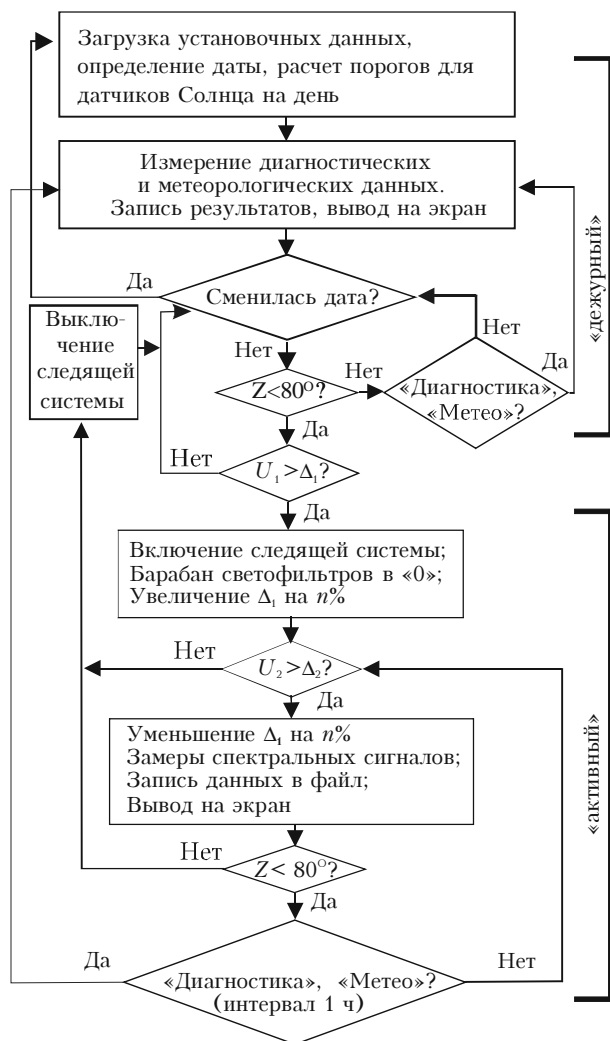 Загрузка установочных данных,
определение даты, расчет порогов для
датчиков Солнца на день
Измерение диагностических
и метеорологических данных.
Запись результатов, вывод на экран
«дежурный»
Да
Сменилась дата?
Выклю-
чение
следящей
системы
Нет
Нет
Z<80°?
Нет
Да
«Диагностика»,
«Метео»?
Да
Нет
U₁>Δ₁?
Да
Включение следящей системы;
Барабан светофильтров в «0»;
Увеличение Δ₁ на n%
Нет
U₂>Δ₂?
Да
Уменьшение Δ₁ на n%
Замеры спектральных сигналов;
Запись данных в файл;
Вывод на экран
«активный»
Нет
Z< 80°?
Да
Да
«Диагностика», «Метео»?
(интервал 1 ч)
Нет